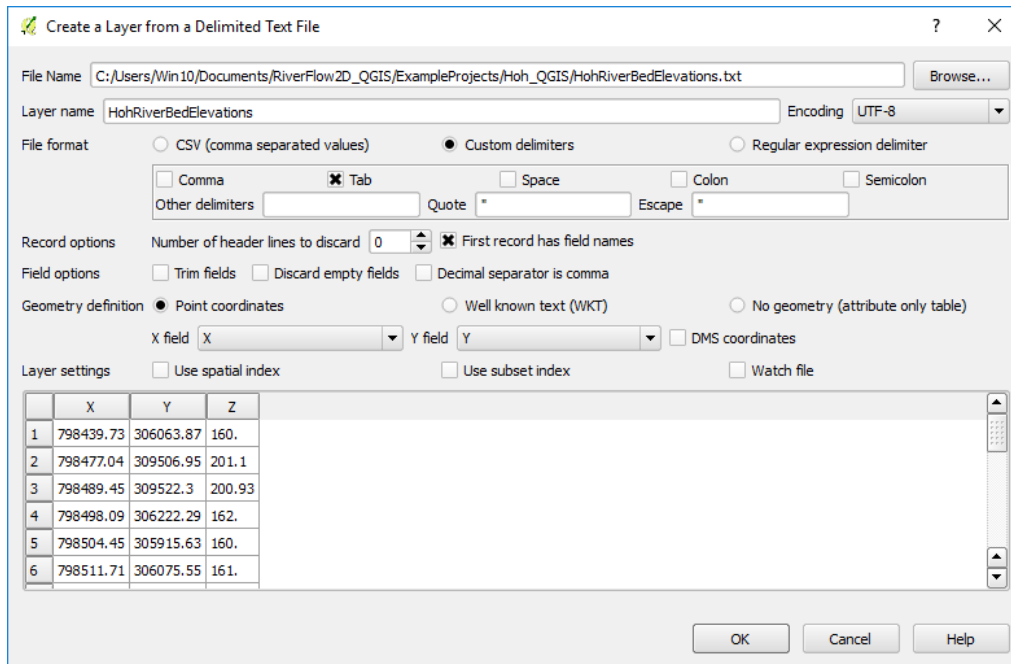 Create a Layer from a Delimited Text File ?
File Name C:/Users/Win10/Documents/RiverFlow2D_QGIS/ExampleProjects/Hoh_QGIS/HohRiverBedElevations.txt Browse...
Layer name HohRiverBedElevations Encoding UTF-8
File format CSV (comma separated values) Custom delimiters Regular expression delimiter
Comma Tab Space Colon Semicolon
Other delimiters Quote " Escape "
Record options Number of header lines to discard 0 First record has field names
Field options Trim fields Discard empty fields Decimal separator is comma
Geometry definition Point coordinates Well known text (WKT) No geometry (attribute only table)
X field X Y field Y DMS coordinates
Layer settings Use spatial index Use subset index Watch file
X Y Z
1 798439.73 306063.87 160.
2 798477.04 309506.95 201.1
3 798489.45 309522.3 200.93
4 798498.09 306222.29 162.
5 798504.45 305915.63 160.
6 798511.71 306075.55 161.
OK Cancel Help